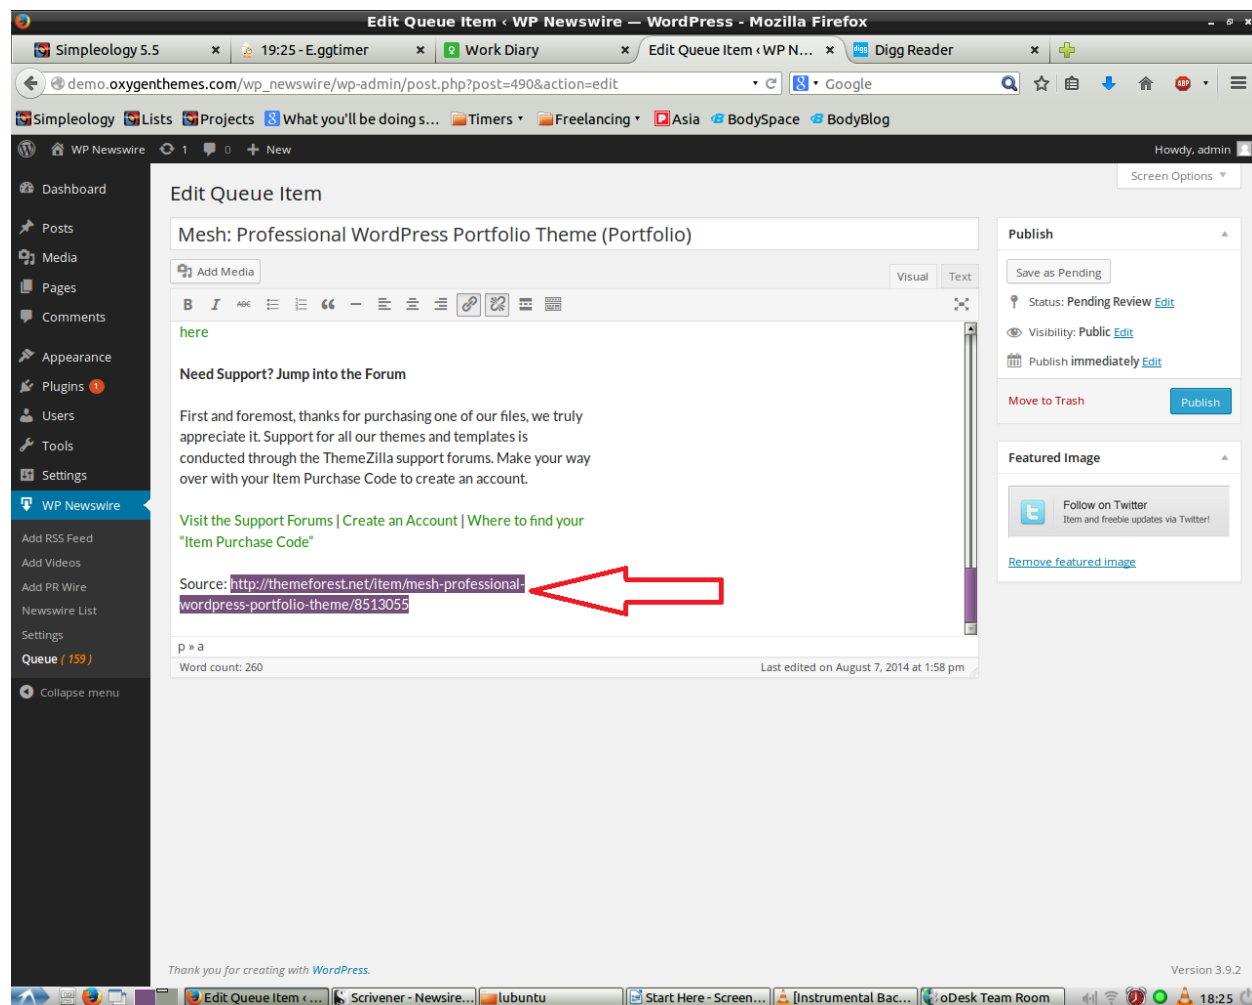 Edit Queue Item ‹ WP Newswire — WordPress - Mozilla Firefox
Simpleology 5.5
19:25 - E.ggtimer
Work Diary
Edit Queue Item ‹ WP N...
Digg Reader
demo.oxygenthemes.com/wp_newswire/wp-admin/post.php?post=490&action=edit
Google
ABP
Simpleology
Lists
Projects
What you'll be doing s...
Timers
Freelancing
Asia
BodySpace
BodyBlog
WP Newswire
1
0
New
Howdy, admin
Screen Options
Dashboard
Posts
Media
Pages
Comments
Appearance
Plugins 1
Users
Tools
Settings
WP Newswire
Add RSS Feed
Add Videos
Add PR Wire
Newswire List
Settings
Queue ( 159 )
Collapse menu
Edit Queue Item
Mesh: Professional WordPress Portfolio Theme (Portfolio)
Add Media
Visual
Text
B I ABC
here
Need Support? Jump into the Forum
First and foremost, thanks for purchasing one of our files, we truly
appreciate it. Support for all our themes and templates is
conducted through the ThemeZilla support forums. Make your way
over with your Item Purchase Code to create an account.
Visit the Support Forums | Create an Account | Where to find your
“Item Purchase Code”
Source: http://themeforest.net/item/mesh-professional-
wordpress-portfolio-theme/8513055
p » a
Word count: 260
Last edited on August 7, 2014 at 1:58 pm
Publish
Save as Pending
Status: Pending Review Edit
Visibility: Public Edit
Publish immediately Edit
Move to Trash
Publish
Featured Image
Follow on Twitter
Item and freebie updates via Twitter!
Remove featured image
Thank you for creating with WordPress.
Version 3.9.2
Edit Queue Item ‹ ...
Scrivener - Newsire...
lubuntu
Start Here - Screen...
[Instrumental Bac...
oDesk Team Room
18:25